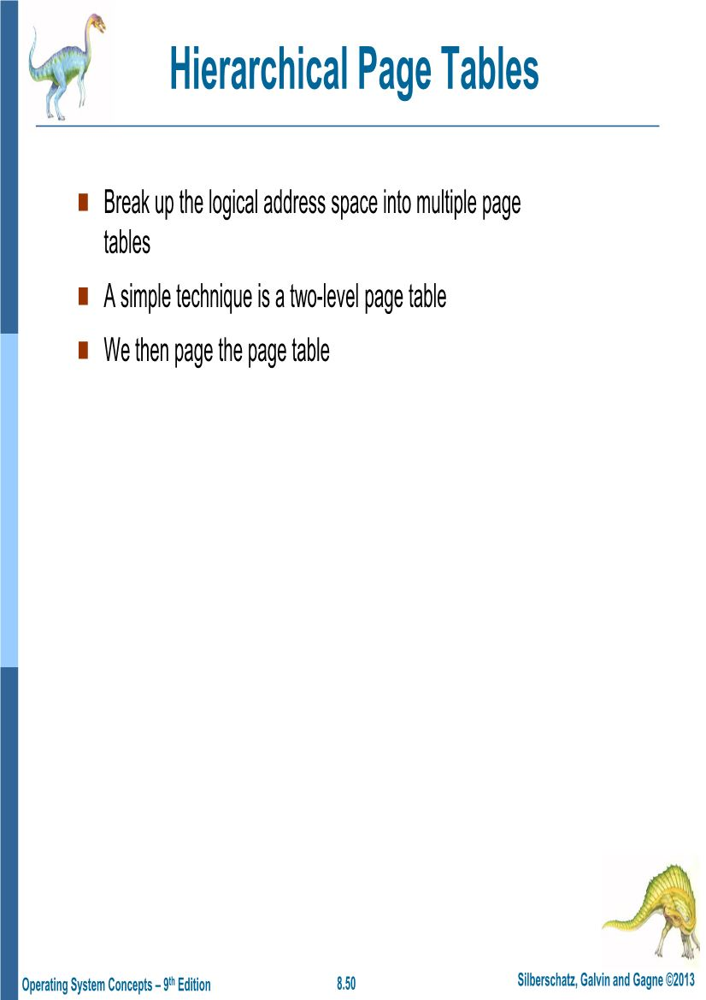 Hierarchical Page Tables
Break up the logical address space into multiple page
tables
A simple technique is a two-level page table
We then page the page table
Operating System Concepts – 9th Edition
8.50
Silberschatz, Galvin and Gagne ©2013